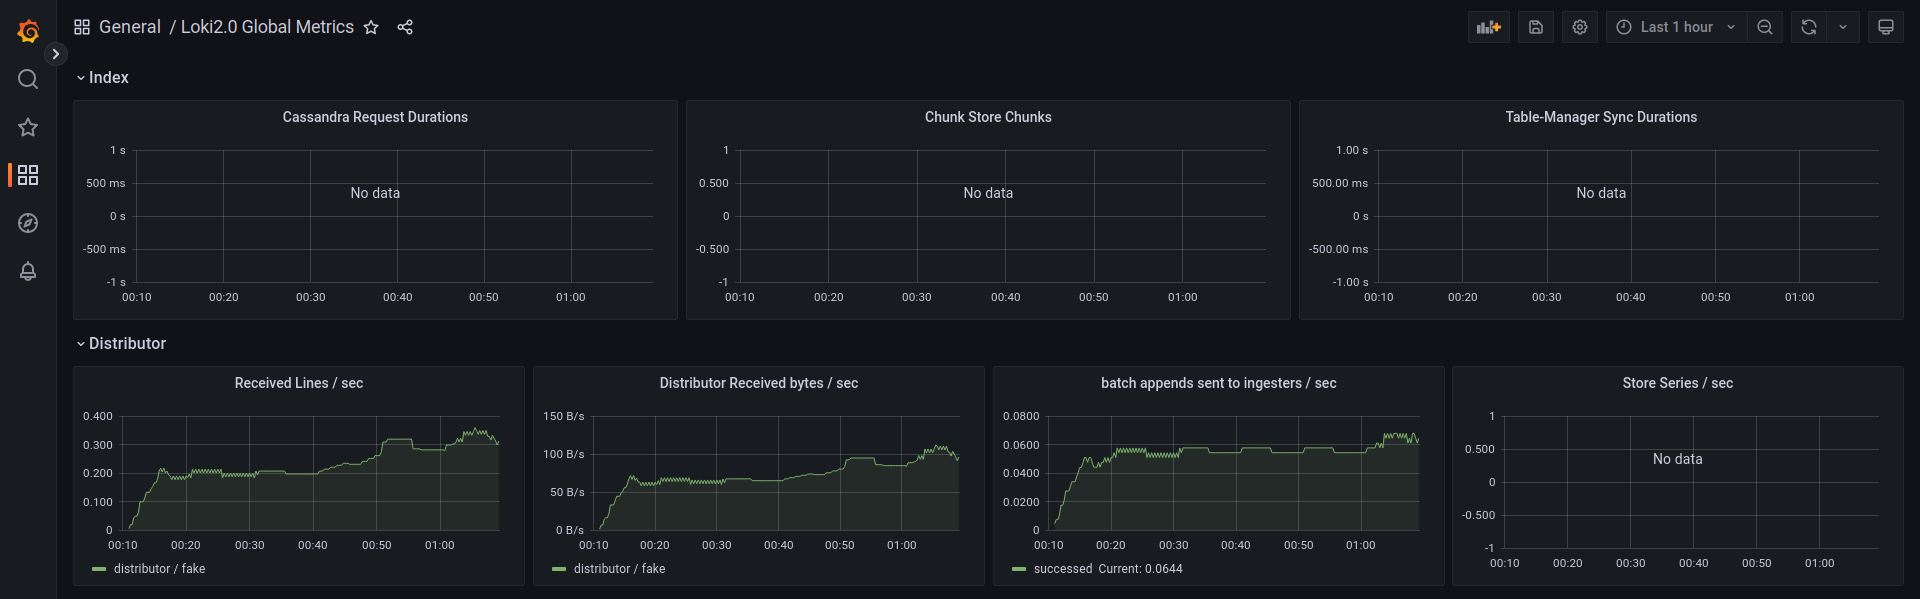 General / Loki2.0 Global Metrics
Last 1 hour
Index
Cassandra Request Durations
1 s
500 ms
0 s
-500 ms
-1 s
No data
00:10 00:20 00:30 00:40 00:50 01:00
Chunk Store Chunks
1
0.500
0
-0.500
-1
No data
00:10 00:20 00:30 00:40 00:50 01:00
Table-Manager Sync Durations
1.00 s
500.00 ms
0 s
-500.00 ms
-1.00 s
No data
00:10 00:20 00:30 00:40 00:50 01:00
Distributor
Received Lines / sec
0.400
0.300
0.200
0.100
0
00:10 00:20 00:30 00:40 00:50 01:00
distributor / fake
Distributor Received bytes / sec
150 B/s
100 B/s
50 B/s
0 B/s
00:10 00:20 00:30 00:40 00:50 01:00
distributor / fake
batch appends sent to ingesters / sec
0.0800
0.0600
0.0400
0.0200
0
00:10 00:20 00:30 00:40 00:50 01:00
successed Current: 0.0644
Store Series / sec
1
0.500
0
-0.500
-1
No data
00:10 00:20 00:30 00:40 00:50 01:00